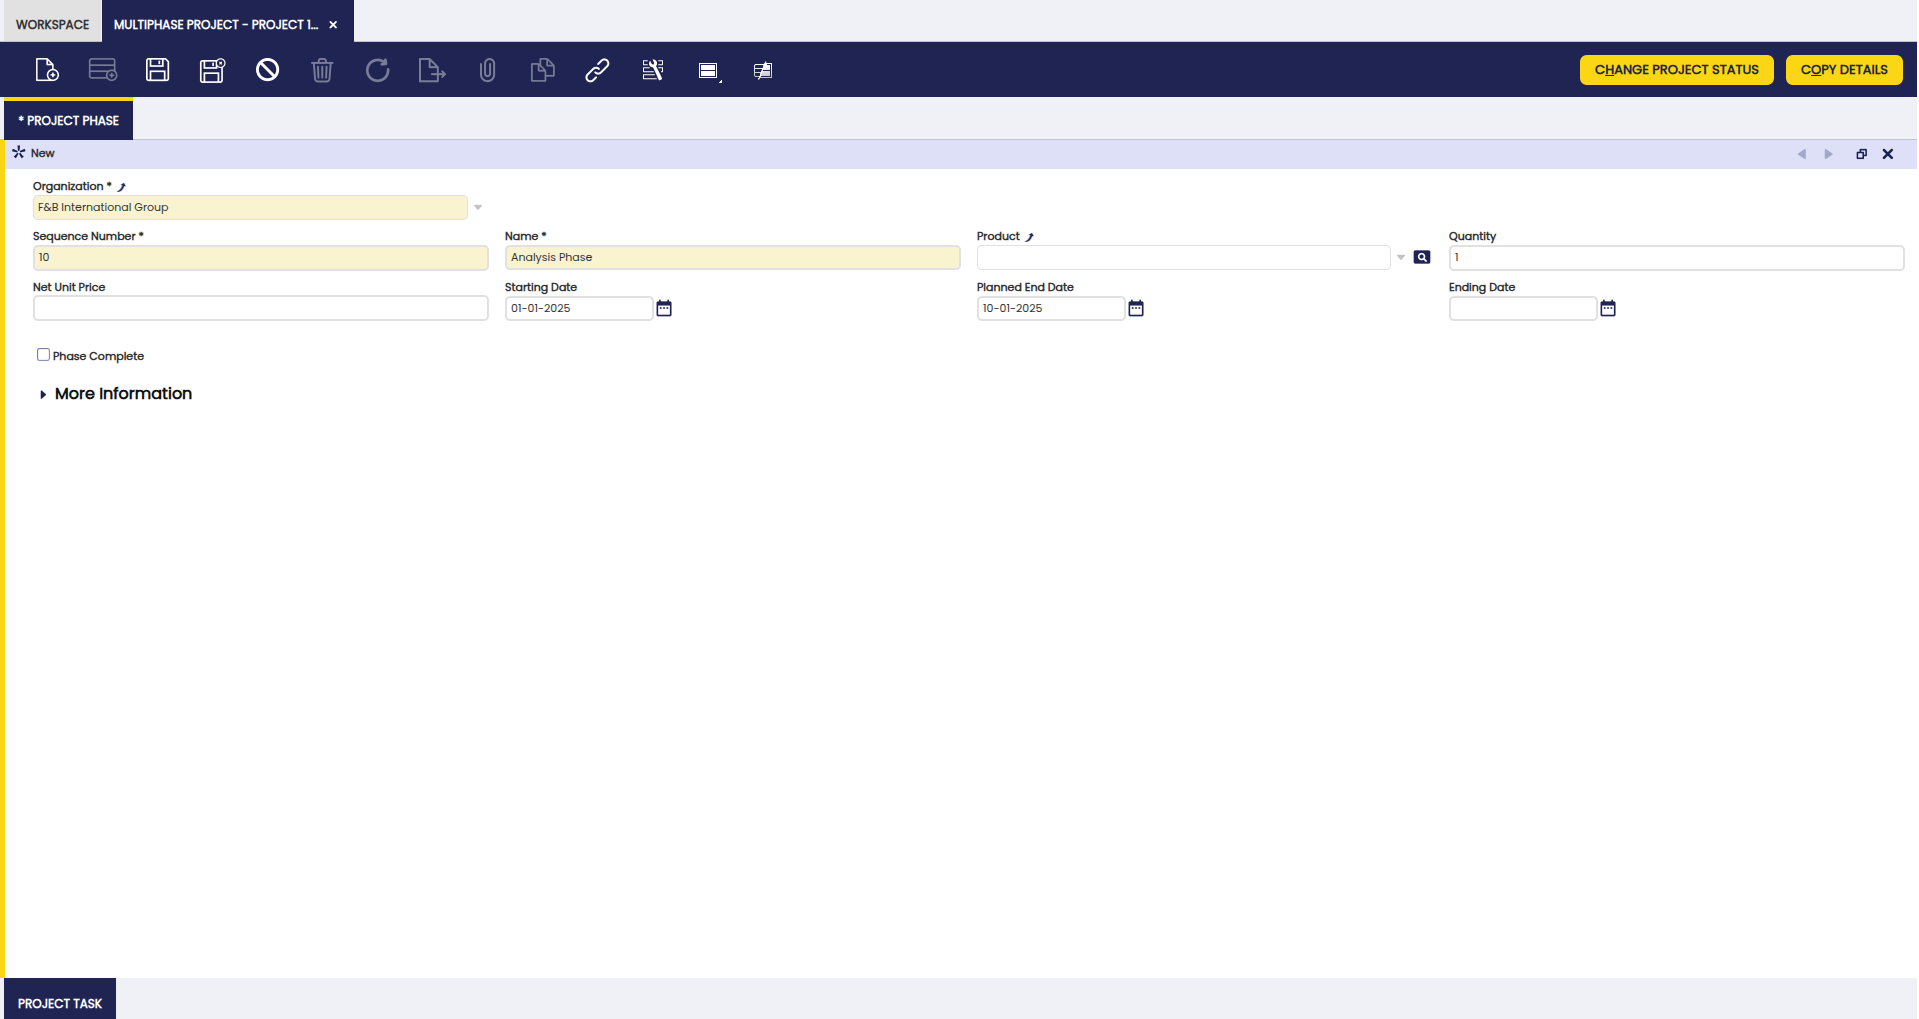 WORKSPACE
MULTIPHASE PROJECT - PROJECT 1...
CHANGE PROJECT STATUS
COPY DETAILS
* PROJECT PHASE
New
Organization *
F&B International Group
Sequence Number *
Name *
Product
Quantity
10
Analysis Phase
1
Net Unit Price
Starting Date
Planned End Date
Ending Date
01-01-2025
10-01-2025
Phase Complete
More Information
PROJECT TASK